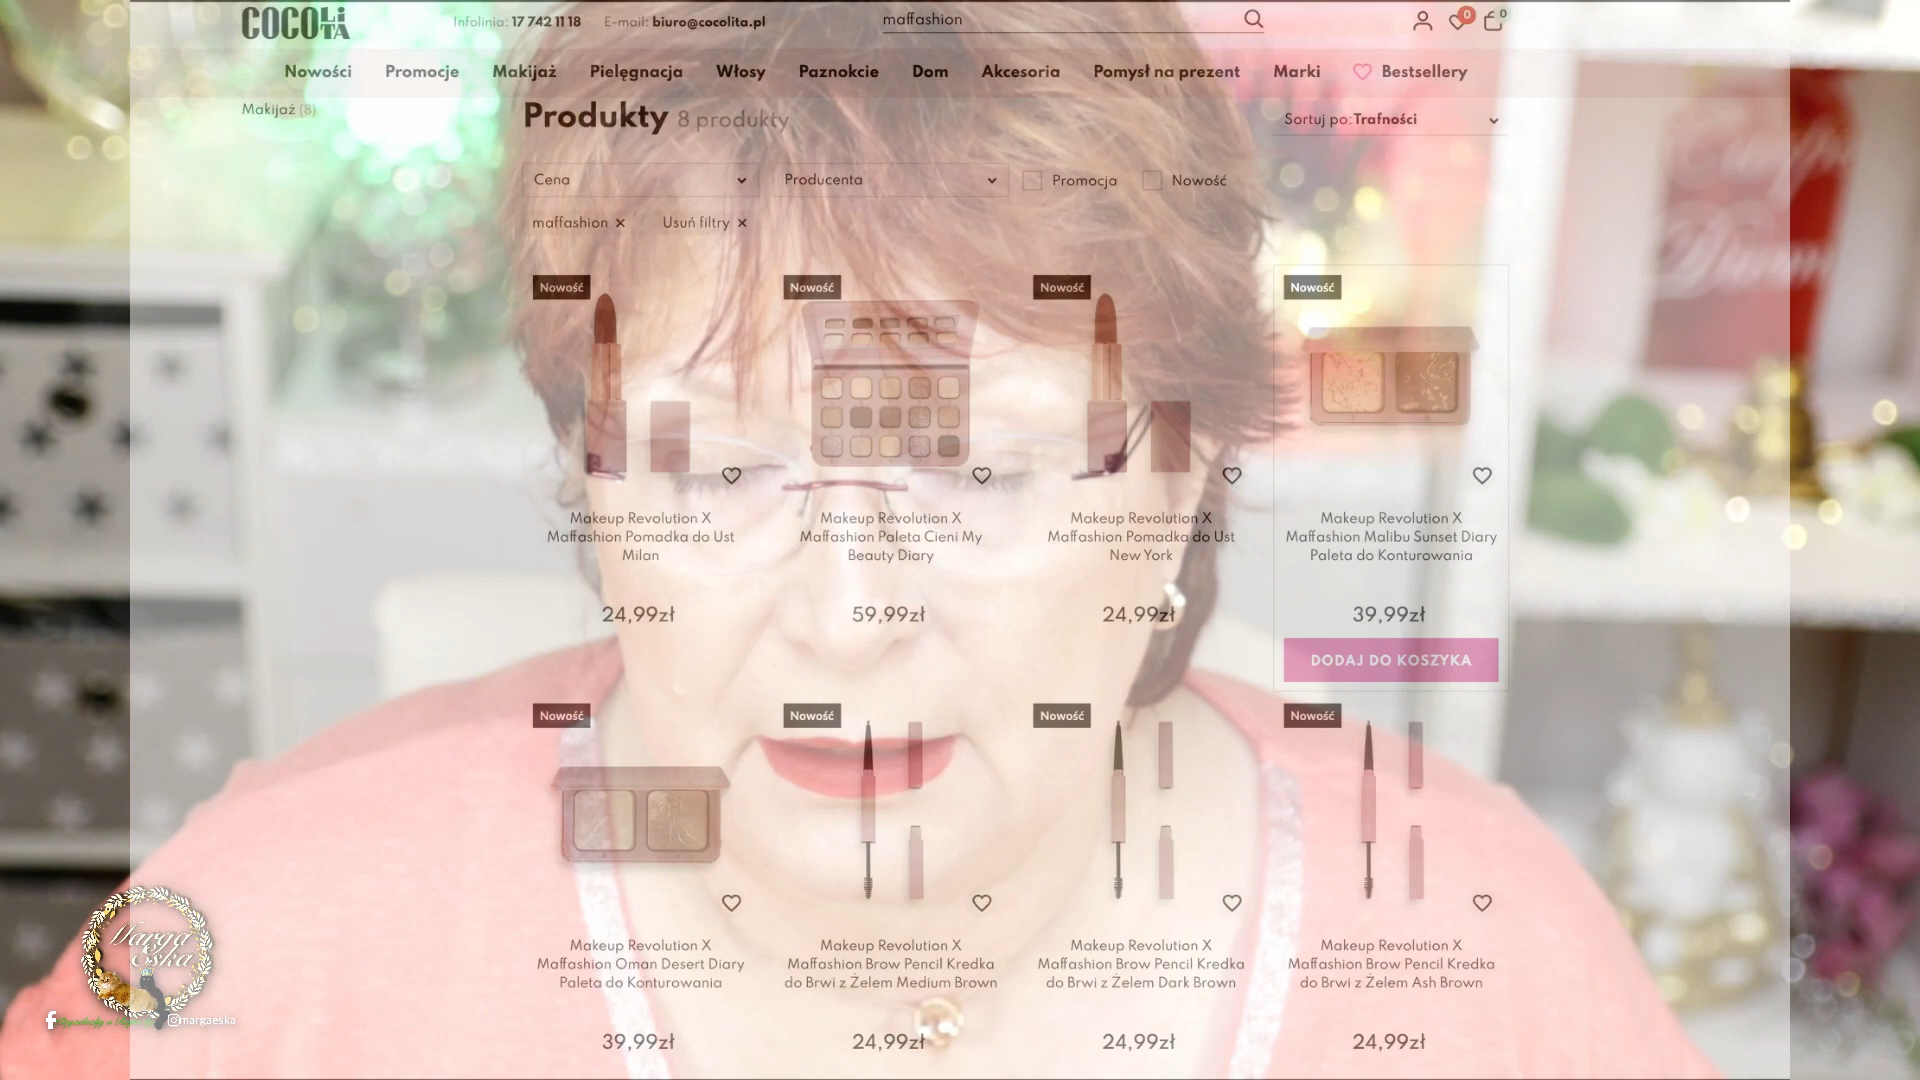 COCOLITA
Infolinia: 17 742 11 18
E-mail: biuro@cocolita.pl
maffashion
0
0
Nowości
Promocje
Makijaż
Pielęgnacja
Włosy
Paznokcie
Dom
Akcesoria
Pomysł na prezent
Marki
Bestsellery
Makijaż (8)
Produkty 8 produkty
Sortuj po: Trafności
Cena
Producenta
Promocja
Nowość
maffashion ×
Usuń filtry ×
Nowość
Nowość
Nowość
Nowość
Makeup Revolution X
Maffashion Pomadka do Ust
Milan
24,99zł
Makeup Revolution X
Maffashion Paleta Cieni My
Beauty Diary
59,99zł
Makeup Revolution X
Maffashion Pomadka do Ust
New York
24,99zł
Makeup Revolution X
Maffashion Malibu Sunset Diary
Paleta do Konturowania
39,99zł
DODAJ DO KOSZYKA
Nowość
Nowość
Nowość
Nowość
Makeup Revolution X
Maffashion Oman Desert Diary
Paleta do Konturowania
39,99zł
Makeup Revolution X
Maffashion Brow Pencil Kredka
do Brwi z Żelem Medium Brown
24,99zł
Makeup Revolution X
Maffashion Brow Pencil Kredka
do Brwi z Żelem Dark Brown
24,99zł
Makeup Revolution X
Maffashion Brow Pencil Kredka
do Brwi z Żelem Ash Brown
24,99zł
Marga
Eska
margaeska